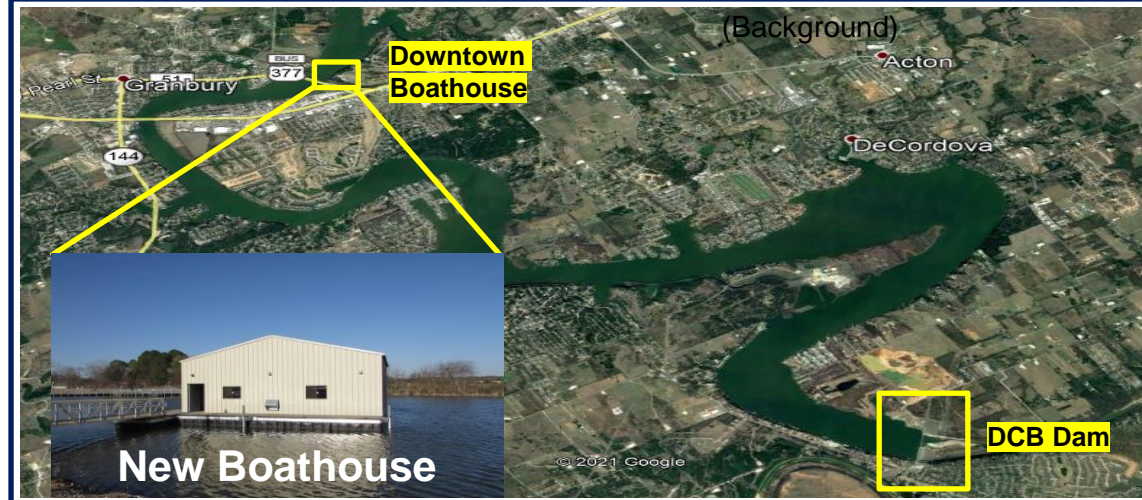 (Background)
Downtown
Boathouse
BUS
377
51
Pearl St
Granbury
Acton
144
DeCordova
New Boathouse
© 2021 Google
DCB Dam